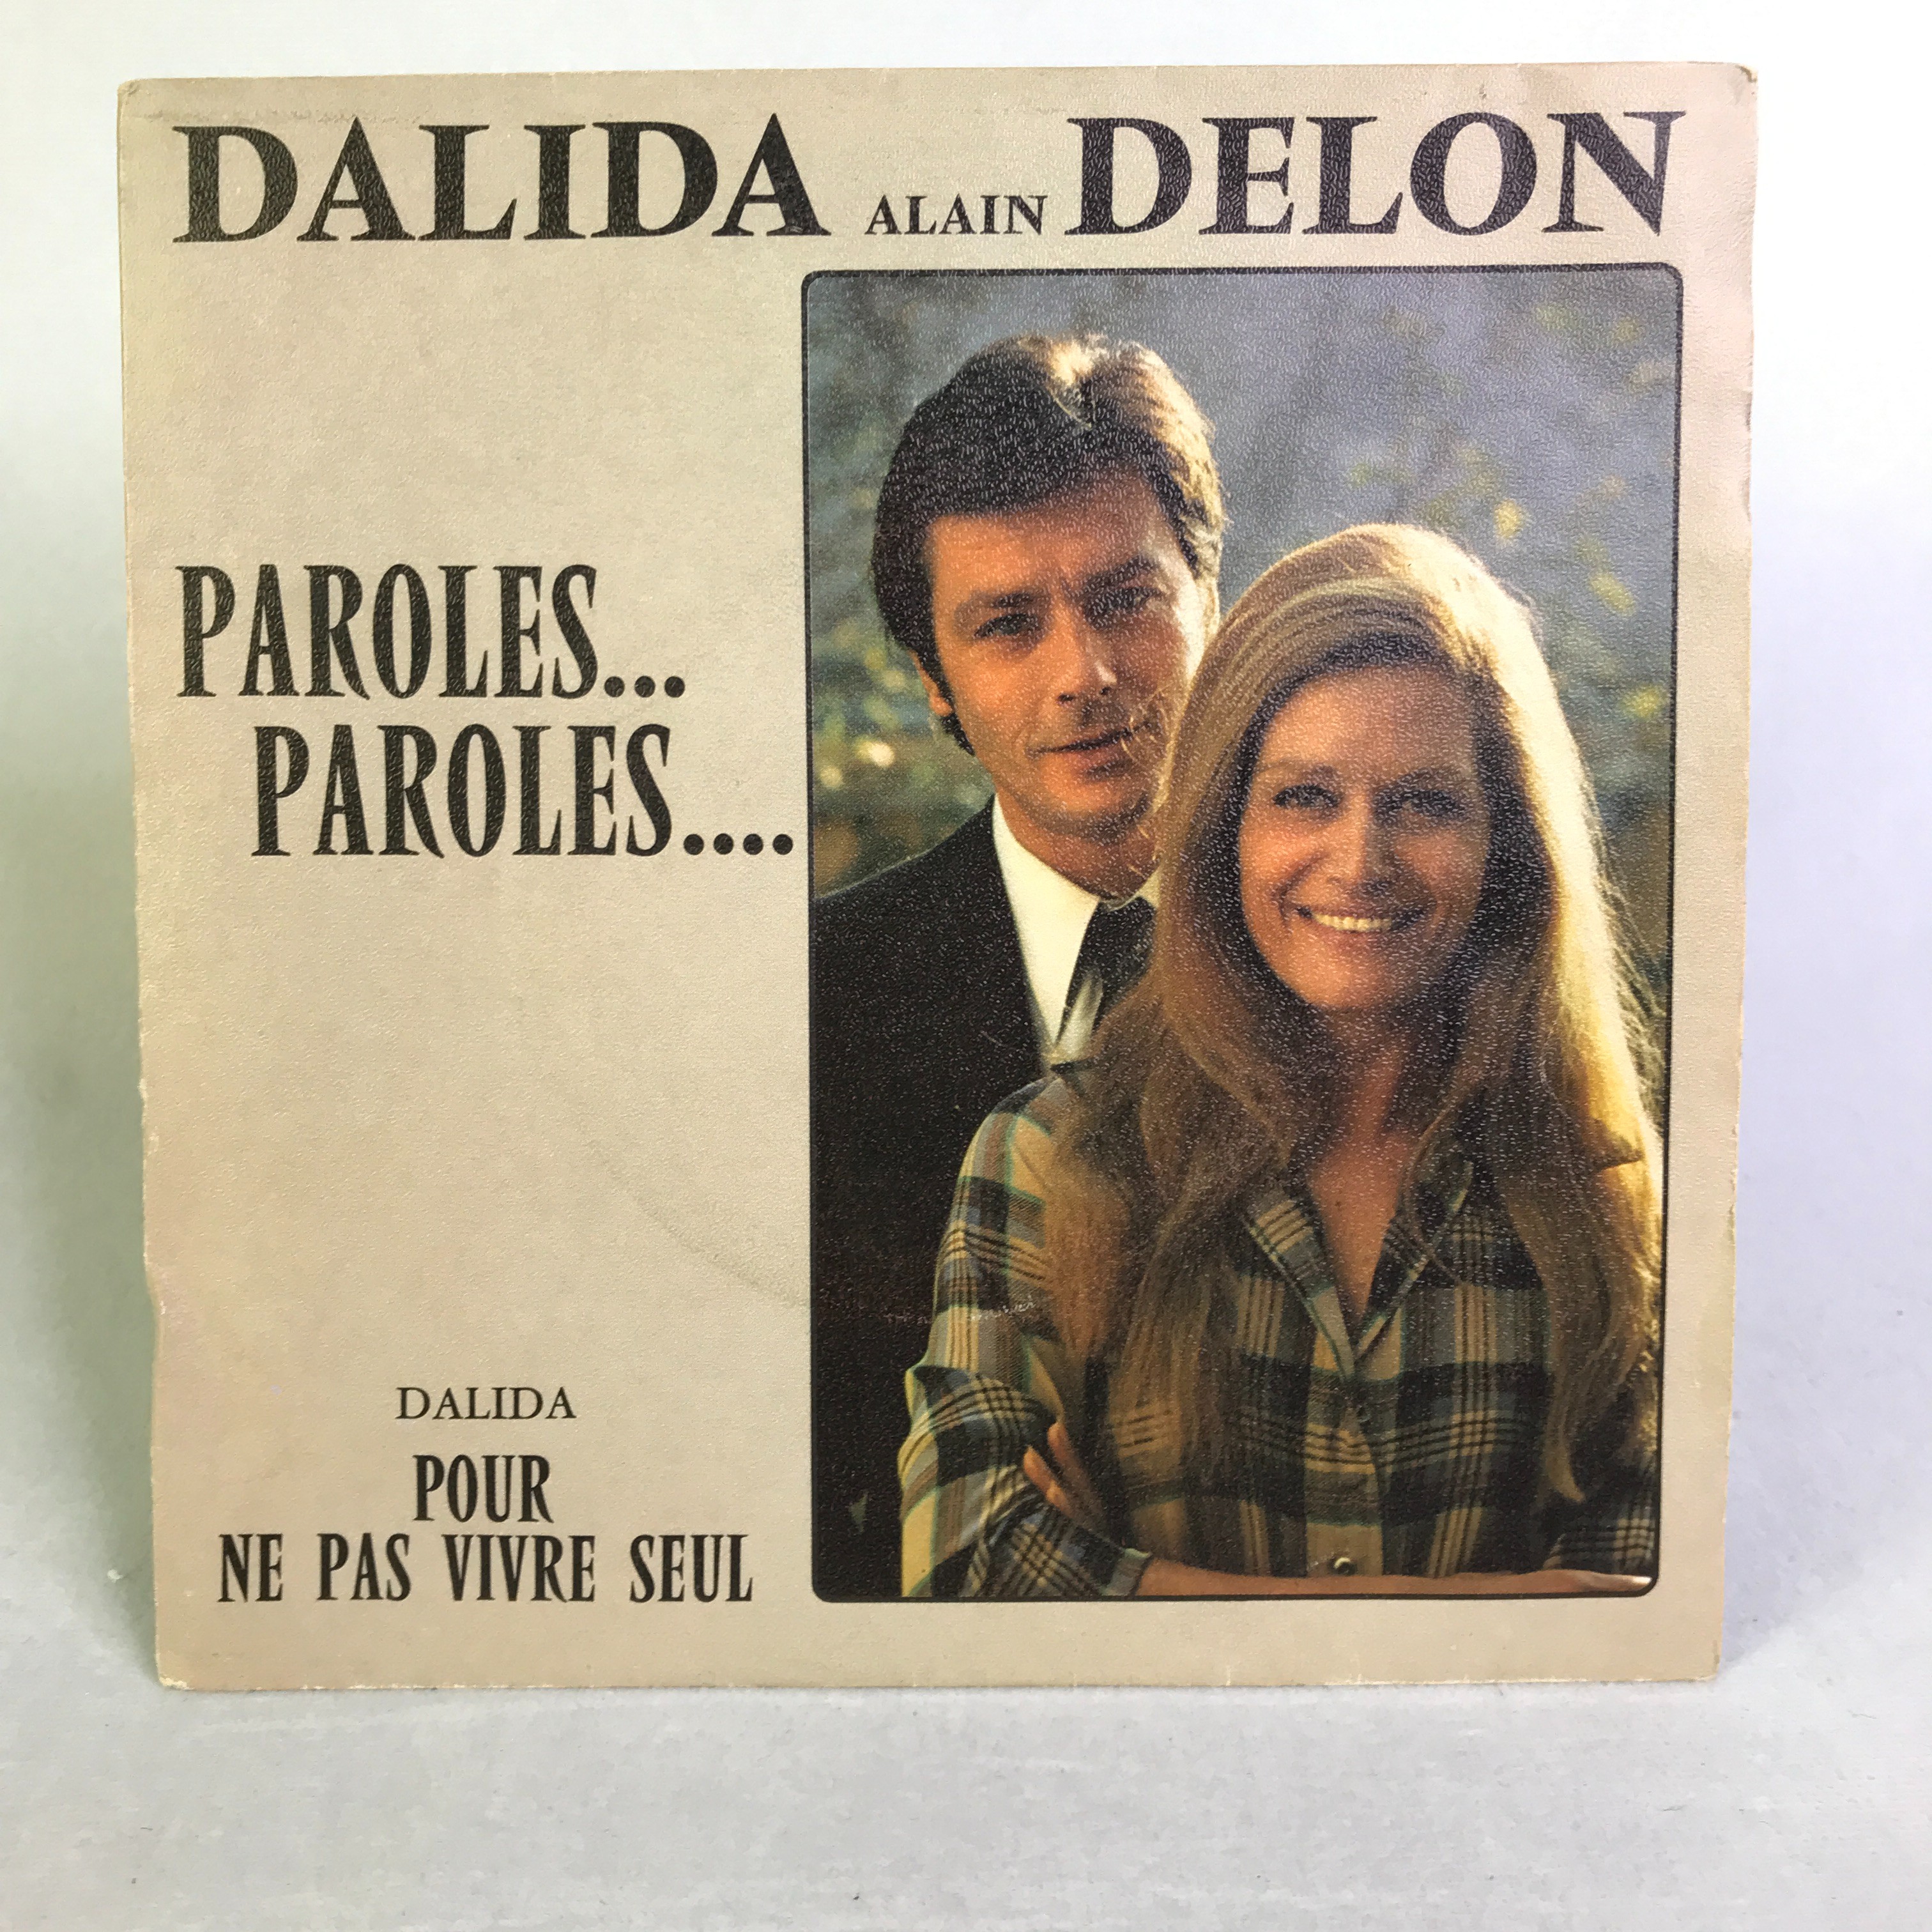 DALIDA ALAIN DELON
PAROLES...
PAROLES....
DALIDA
POUR
NE PAS VIVRE SEUL